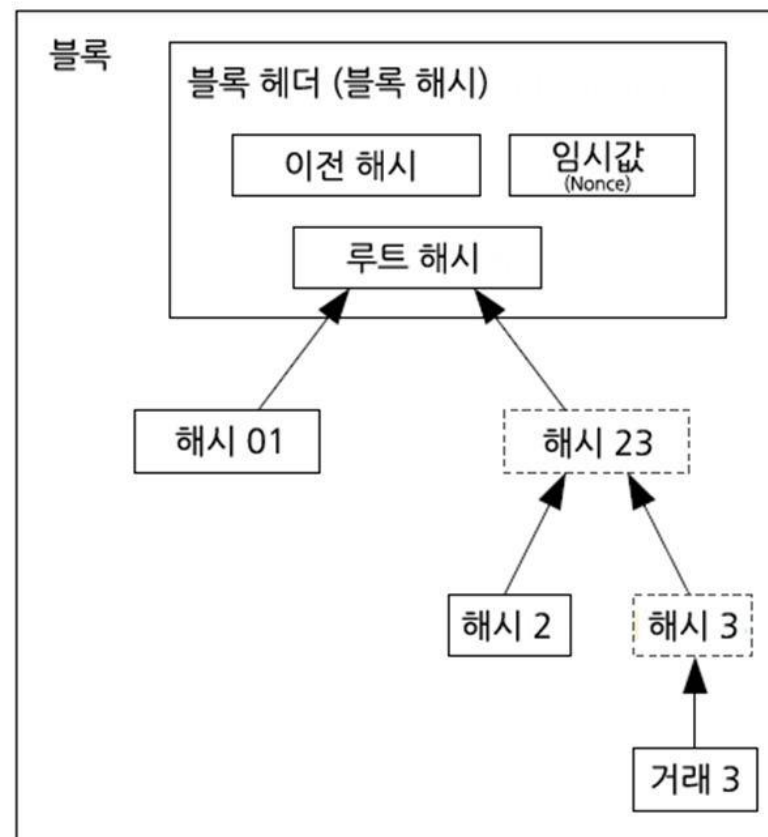 블록
블록 헤더 (블록 해시)
이전 해시
임시값
(Nonce)
루트 해시
해시 01
해시 23
해시 2
해시 3
거래 3